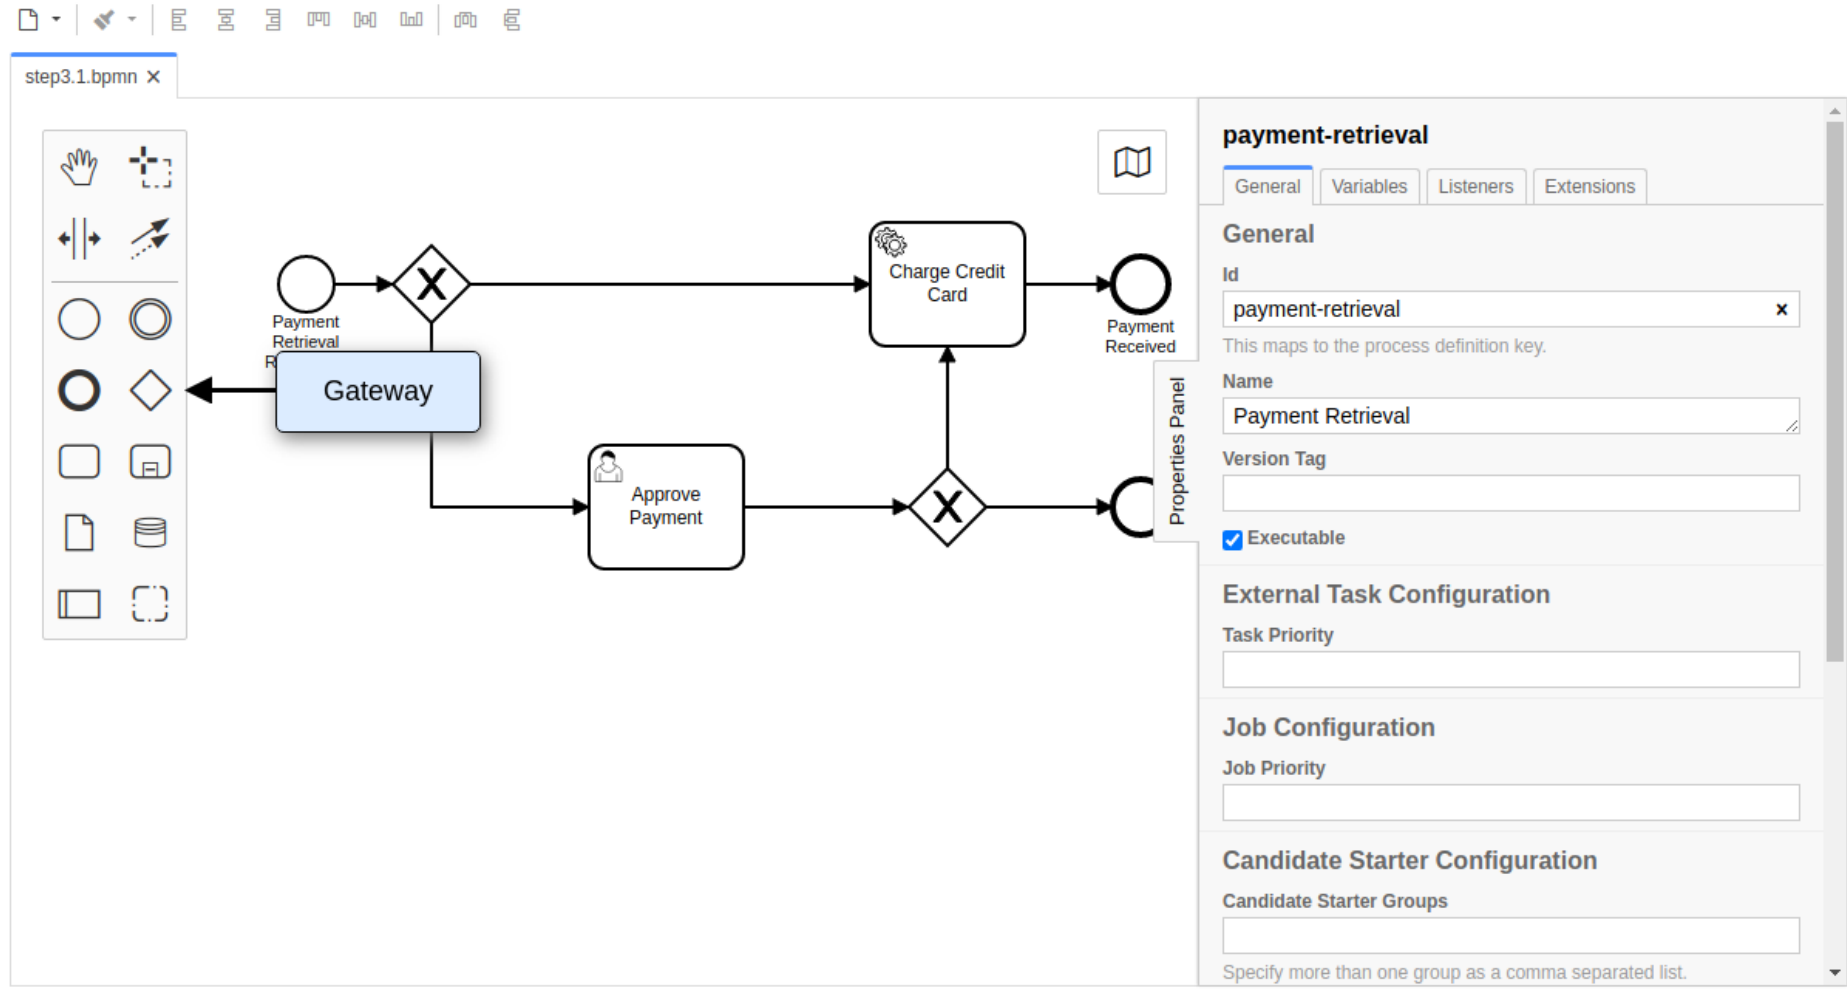 step3.1.bpmn
Payment
Retrieval
R
Gateway
Charge Credit
Card
Payment
Received
Approve
Payment
Properties Panel
payment-retrieval
General
Variables
Listeners
Extensions
General
Id
payment-retrieval
This maps to the process definition key.
Name
Payment Retrieval
Version Tag
Executable
External Task Configuration
Task Priority
Job Configuration
Job Priority
Candidate Starter Configuration
Candidate Starter Groups
Specify more than one group as a comma separated list.